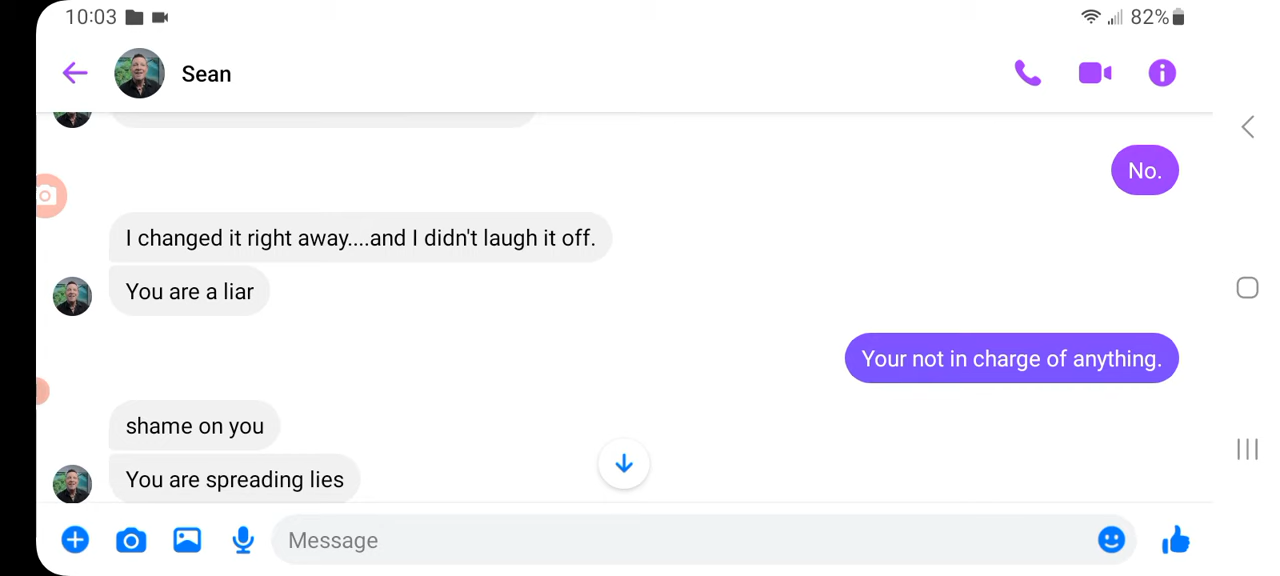 10:03 82%
Sean
No.
I changed it right away....and I didn't laugh it off.
You are a liar
Your not in charge of anything.
shame on you
You are spreading lies
Message